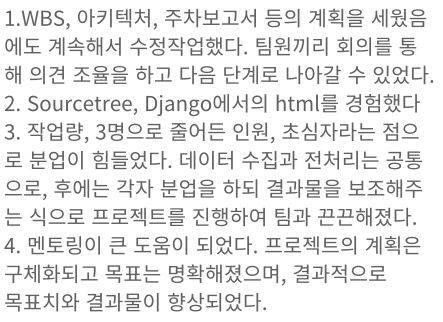 1.WBS, 아키텍처, 주차보고서 등의 계획을 세웠음
에도 계속해서 수정작업했다. 팀원끼리 회의를 통
해 의견 조율을 하고 다음 단계로 나아갈 수 있었다.
2. Sourcetree, Django에서의 html를 경험했다
3. 작업량, 3명으로 줄어든 인원, 초심자라는 점으
로 분업이 힘들었다. 데이터 수집과 전처리는 공통
으로, 후에는 각자 분업을 하되 결과물을 보조해주
는 식으로 프로젝트를 진행하여 팀과 끈끈해졌다.
4. 멘토링이 큰 도움이 되었다. 프로젝트의 계획은
구체화되고 목표는 명확해졌으며, 결과적으로
목표치와 결과물이 향상되었다.